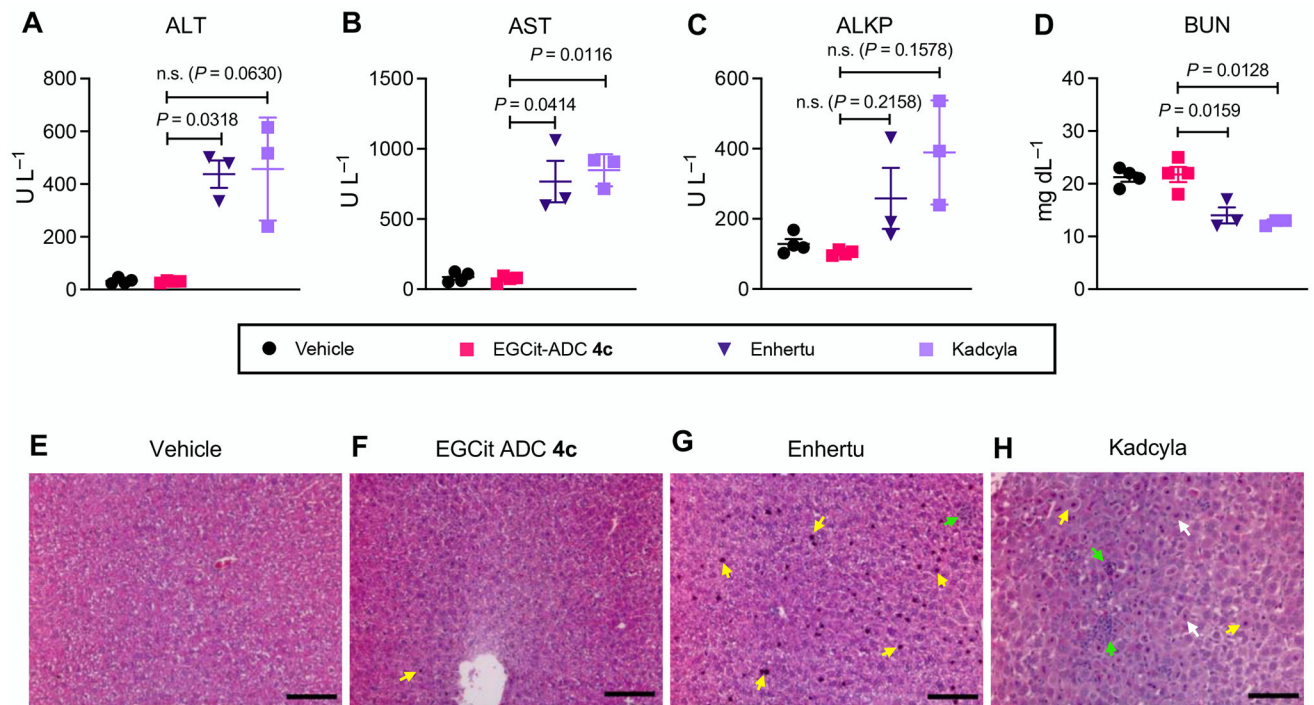 A ALT
B AST
C ALKP
D BUN
U L⁻¹
800
600
400
200
0
n.s. (P = 0.0630)
P = 0.0318
U L⁻¹
1500
1000
500
0
P = 0.0116
P = 0.0414
U L⁻¹
600
400
200
0
n.s. (P = 0.1578)
n.s. (P = 0.2158)
mg dL⁻¹
40
30
20
10
0
P = 0.0128
P = 0.0159
Vehicle EGCit-ADC 4c Enhertu Kadcyla
E Vehicle
F EGCit ADC 4c
G Enhertu
H Kadcyla